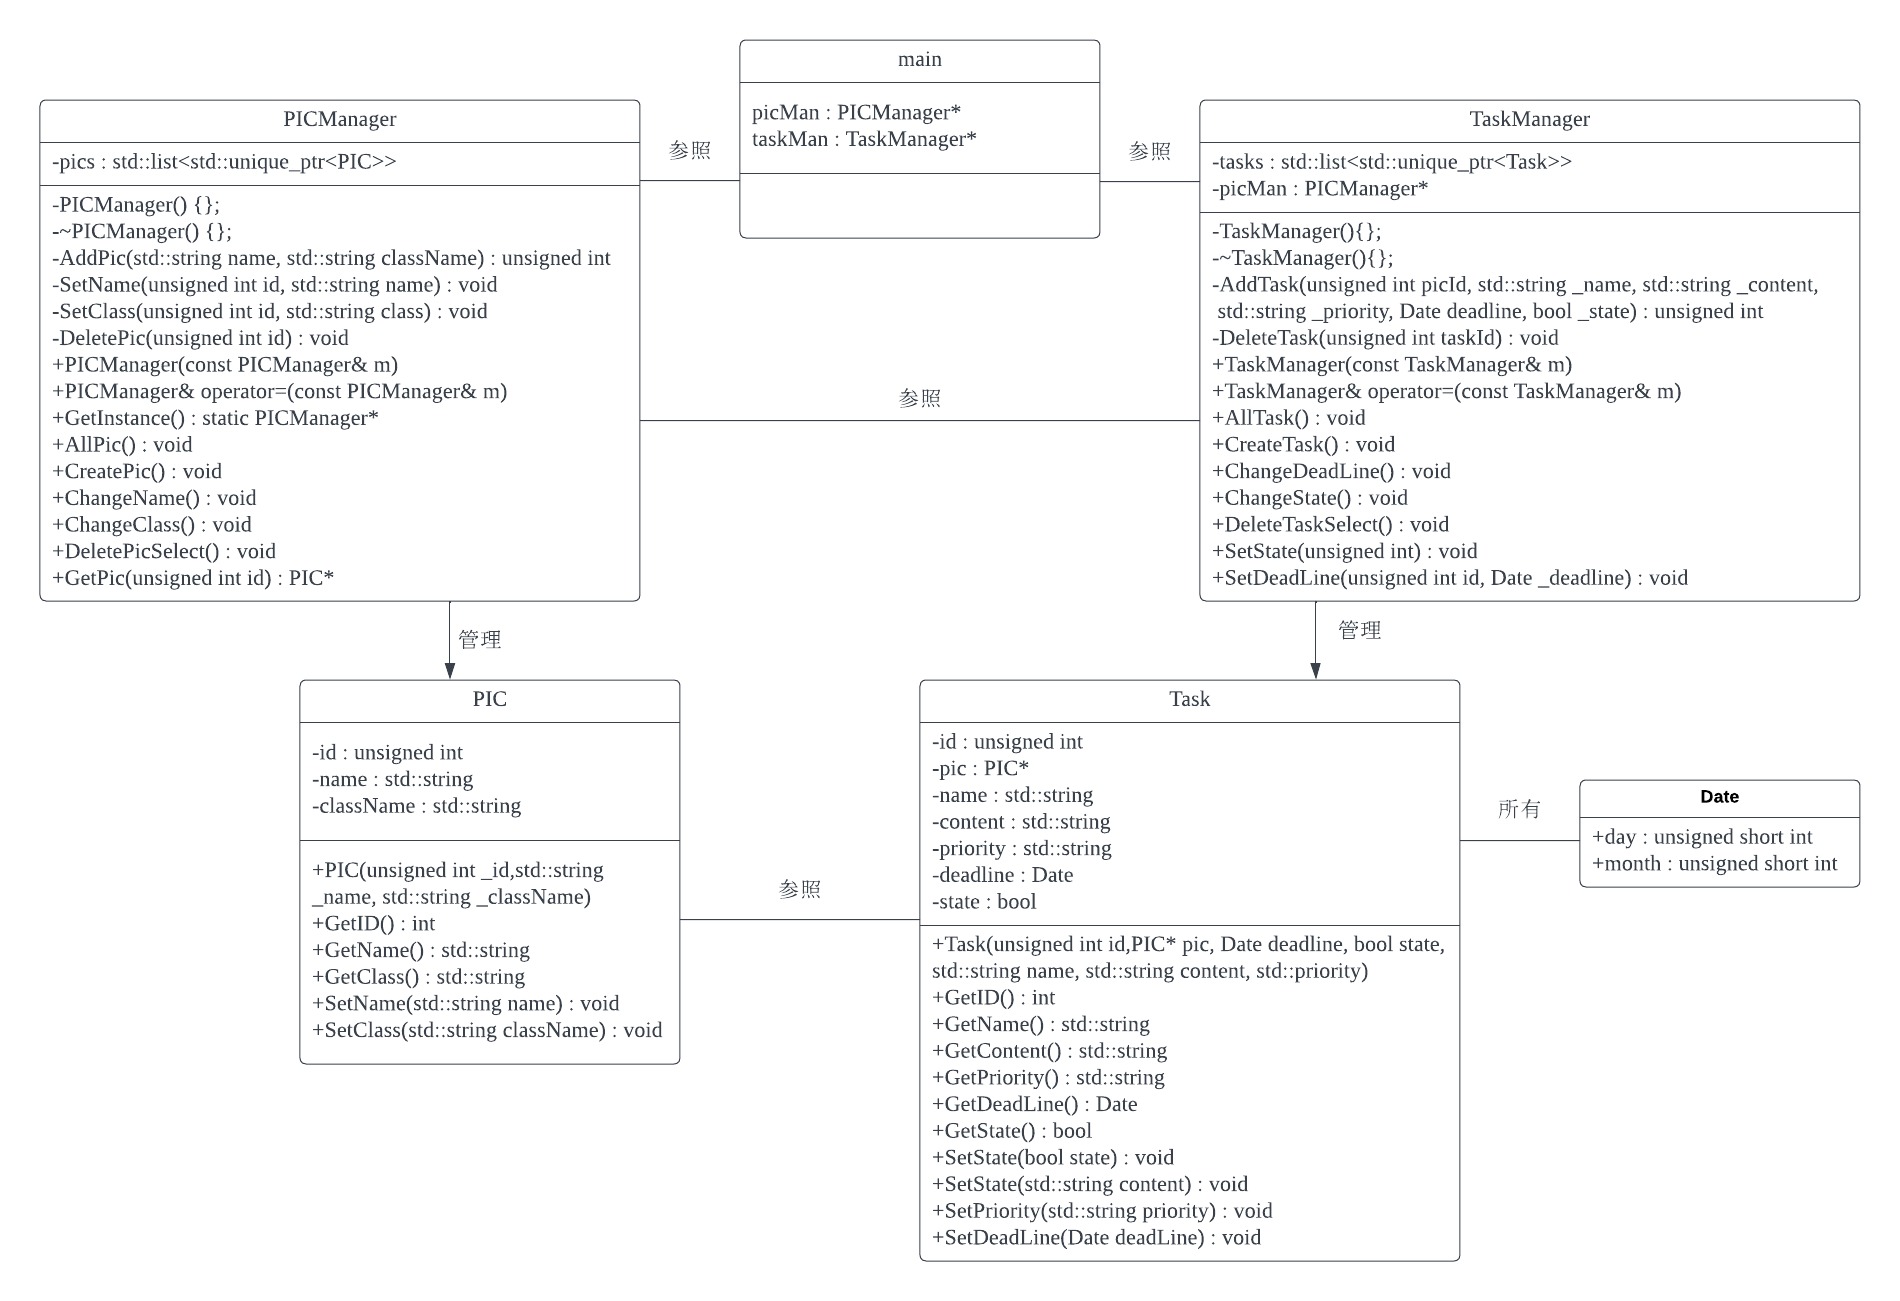 main
picMan : PICManager*
taskMan : TaskManager*
PICManager
-pics : std::list<std::unique_ptr<PIC>>
-PICManager() {};
-~PICManager() {};
-AddPic(std::string name, std::string className) : unsigned int
-SetName(unsigned int id, std::string name) : void
-SetClass(unsigned int id, std::string class) : void
-DeletePic(unsigned int id) : void
+PICManager(const PICManager& m)
+PICManager& operator=(const PICManager& m)
+GetInstance() : static PICManager*
+AllPic() : void
+CreatePic() : void
+ChangeName() : void
+ChangeClass() : void
+DeletePicSelect() : void
+GetPic(unsigned int id) : PIC*
参照
参照
参照
TaskManager
-tasks : std::list<std::unique_ptr<Task>>
-picMan : PICManager*
-TaskManager(){};
-~TaskManager(){};
-AddTask(unsigned int picId, std::string _name, std::string _content,
std::string _priority, Date deadline, bool _state) : unsigned int
-DeleteTask(unsigned int taskId) : void
+TaskManager(const TaskManager& m)
+TaskManager& operator=(const TaskManager& m)
+AllTask() : void
+CreateTask() : void
+ChangeDeadLine() : void
+ChangeState() : void
+DeleteTaskSelect() : void
+SetState(unsigned int) : void
+SetDeadLine(unsigned int id, Date _deadline) : void
管理
管理
PIC
-id : unsigned int
-name : std::string
-className : std::string
+PIC(unsigned int _id,std::string
_name, std::string _className)
+GetID() : int
+GetName() : std::string
+GetClass() : std::string
+SetName(std::string name) : void
+SetClass(std::string className) : void
参照
Task
-id : unsigned int
-pic : PIC*
-name : std::string
-content : std::string
-priority : std::string
-deadline : Date
-state : bool
+Task(unsigned int id,PIC* pic, Date deadline, bool state,
std::string name, std::string content, std::priority)
+GetID() : int
+GetName() : std::string
+GetContent() : std::string
+GetPriority() : std::string
+GetDeadLine() : Date
+GetState() : bool
+SetState(bool state) : void
+SetState(std::string content) : void
+SetPriority(std::string priority) : void
+SetDeadLine(Date deadLine) : void
所有
Date
+day : unsigned short int
+month : unsigned short int